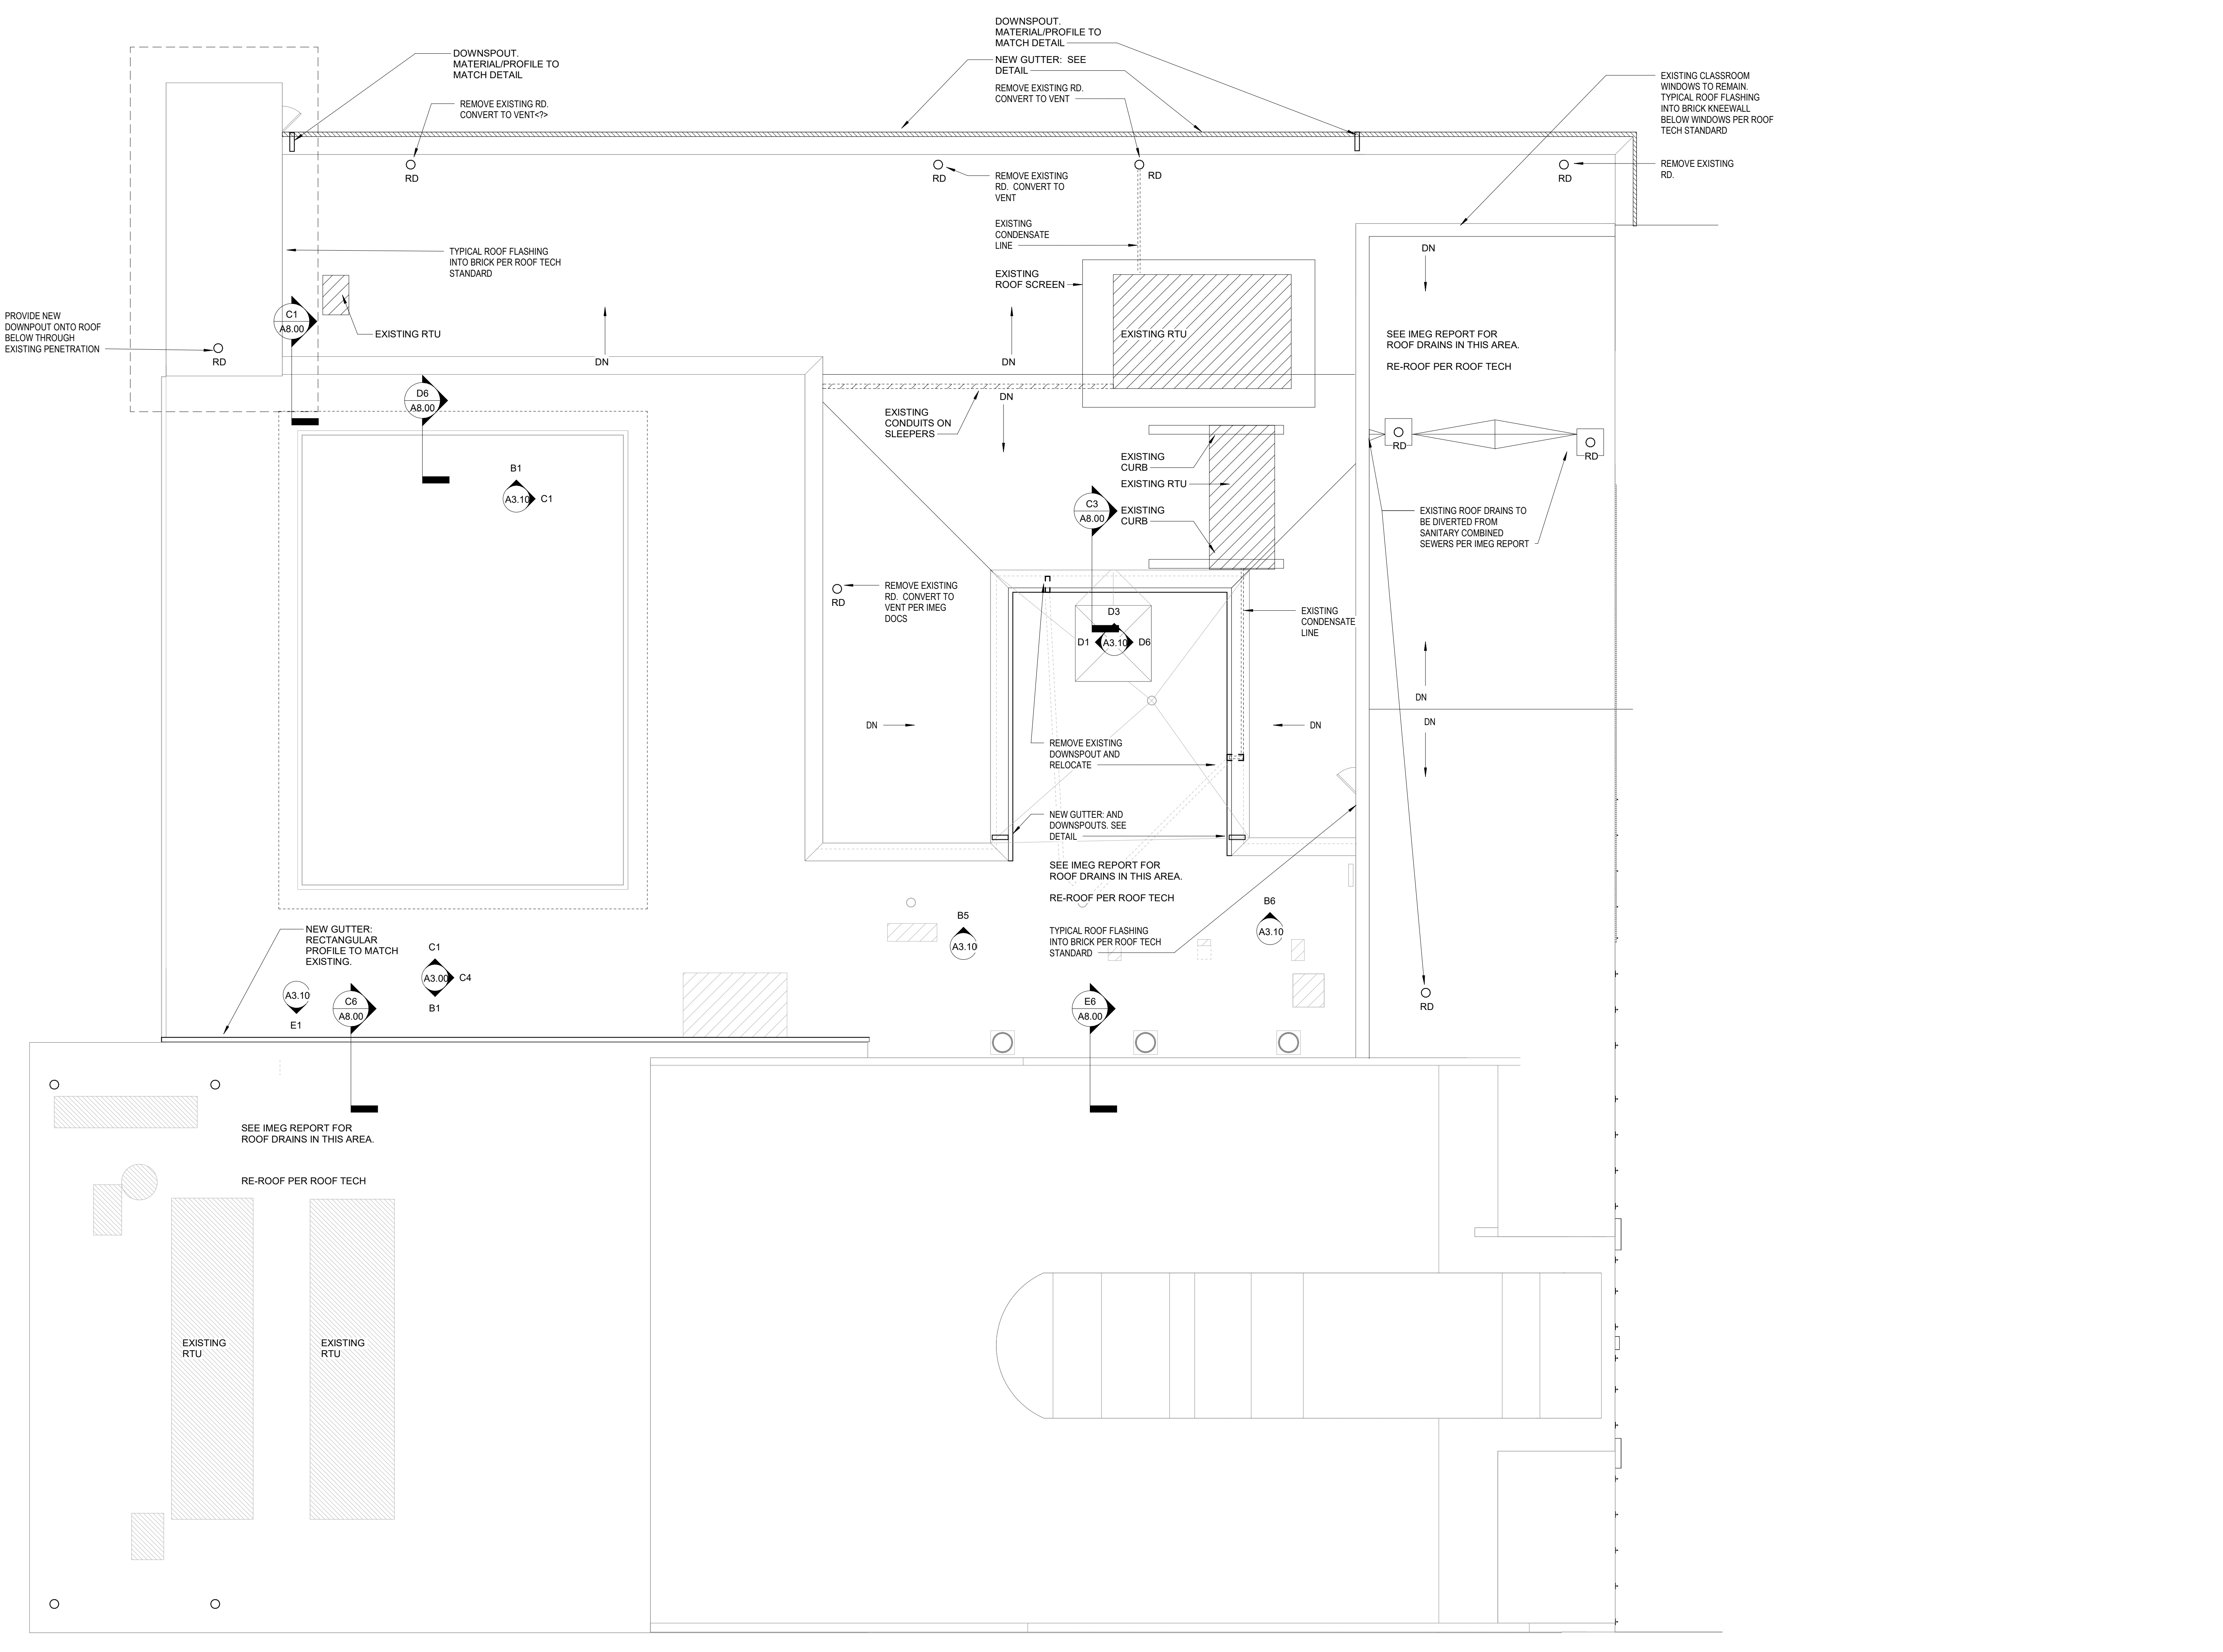 DOWNSPOUT.
MATERIAL/PROFILE TO
MATCH DETAIL
REMOVE EXISTING RD.
CONVERT TO VENT<?>
DOWNSPOUT.
MATERIAL/PROFILE TO
MATCH DETAIL
NEW GUTTER:  SEE
DETAIL
REMOVE EXISTING RD.
CONVERT TO VENT
EXISTING CLASSROOM
WINDOWS TO REMAIN.
TYPICAL ROOF FLASHING
INTO BRICK KNEEWALL
BELOW WINDOWS PER ROOF
TECH STANDARD
REMOVE EXISTING
RD.
RD
RD
RD
RD
REMOVE EXISTING
RD.  CONVERT TO
VENT
EXISTING
CONDENSATE
LINE
EXISTING
ROOF SCREEN
TYPICAL ROOF FLASHING
INTO BRICK PER ROOF TECH
STANDARD
DN
PROVIDE NEW
DOWNPOUT ONTO ROOF
BELOW THROUGH
EXISTING PENETRATION
RD
C1
A8.00
EXISTING RTU
DN
DN
EXISTING RTU
SEE IMEG REPORT FOR
ROOF DRAINS IN THIS AREA.
RE-ROOF PER ROOF TECH
D6
A8.00
DN
EXISTING
CONDUITS ON
SLEEPERS
B1
A3.10
C1
EXISTING
CURB
EXISTING RTU
EXISTING
CURB
C3
A8.00
RD
RD
EXISTING ROOF DRAINS TO
BE DIVERTED FROM
SANITARY COMBINED
SEWERS PER IMEG REPORT
RD
REMOVE EXISTING
RD.  CONVERT TO
VENT PER IMEG
DOCS
D3
D1
A3.10
D6
EXISTING
CONDENSATE
LINE
DN
DN
DN
DN
REMOVE EXISTING
DOWNSPOUT AND
RELOCATE
NEW GUTTER: AND
DOWNSPOUTS. SEE
DETAIL
SEE IMEG REPORT FOR
ROOF DRAINS IN THIS AREA.
RE-ROOF PER ROOF TECH
TYPICAL ROOF FLASHING
INTO BRICK PER ROOF TECH
STANDARD
B5
A3.10
B6
A3.10
NEW GUTTER:
RECTANGULAR
PROFILE TO MATCH
EXISTING.
C1
A3.00
C4
B1
A3.10
E1
C6
A8.00
E6
A8.00
RD
SEE IMEG REPORT FOR
ROOF DRAINS IN THIS AREA.
RE-ROOF PER ROOF TECH
EXISTING
RTU
EXISTING
RTU